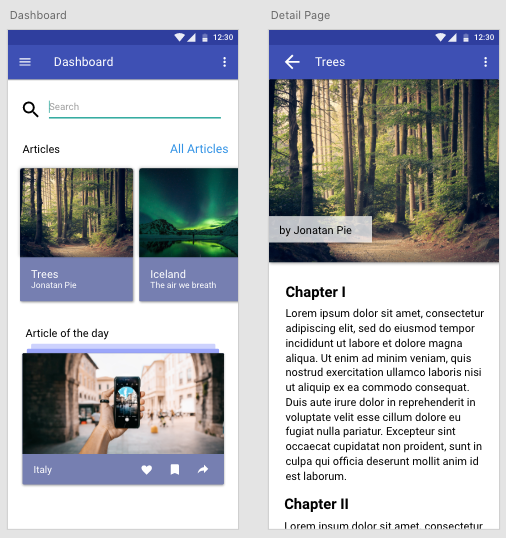 Dashboard
12:30
Dashboard
Search
Articles
All Articles
Trees
Jonatan Pie
Iceland
The air we breath
Article of the day
Italy
Detail Page
12:30
Trees
by Jonatan Pie
Chapter I
Lorem ipsum dolor sit amet, consectetur
adipiscing elit, sed do eiusmod tempor
incididunt ut labore et dolore magna
aliqua. Ut enim ad minim veniam, quis
nostrud exercitation ullamco laboris nisi
ut aliquip ex ea commodo consequat.
Duis aute irure dolor in reprehenderit in
voluptate velit esse cillum dolore eu
fugiat nulla pariatur. Excepteur sint
occaecat cupidatat non proident, sunt in
culpa qui officia deserunt mollit anim id
est laborum.
Chapter II
Lorem ipsum dolor sit amet, consectetur